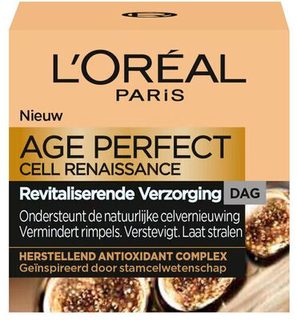 L'ORÉAL
PARIS
Nieuw
AGE PERFECT
CELL RENAISSANCE
Revitaliserende Verzorging DAG
Ondersteunt de natuurlijke celvernieuwing
Vermindert rimpels. Verstevigt. Laat stralen
HERSTELLEND ANTIOXIDANT COMPLEX
Geïnspireerd door stamcelwetenschap